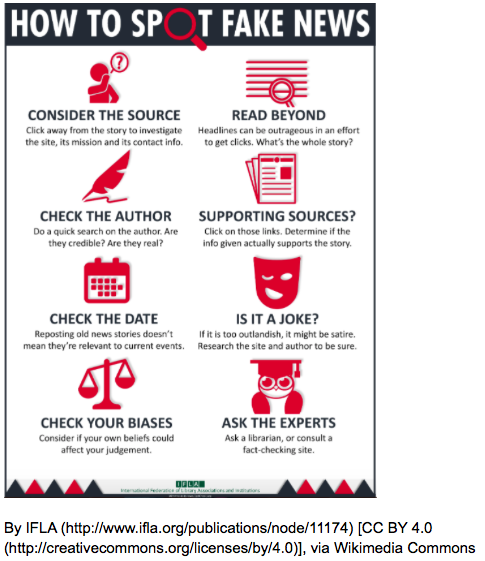 HOW TO SPOT FAKE NEWS
?
CONSIDER THE SOURCE
Click away from the story to investigate
the site, its mission and its contact info.
READ BEYOND
Headlines can be outrageous in an effort
to get clicks. What's the whole story?
CHECK THE AUTHOR
Do a quick search on the author. Are
they credible? Are they real?
SUPPORTING SOURCES?
Click on those links. Determine if the
info given actually supports the story.
CHECK THE DATE
Reposting old news stories doesn't
mean they're relevant to current events.
IS IT A JOKE?
If it is too outlandish, it might be satire.
Research the site and author to be sure.
CHECK YOUR BIASES
Consider if your own beliefs could
affect your judgement.
ASK THE EXPERTS
Ask a librarian, or consult a
fact-checking site.
IFLA
International Federation of Library Associations and Institutions
By IFLA (http://www.ifla.org/publications/node/11174) [CC BY 4.0
(http://creativecommons.org/licenses/by/4.0)], via Wikimedia Commons